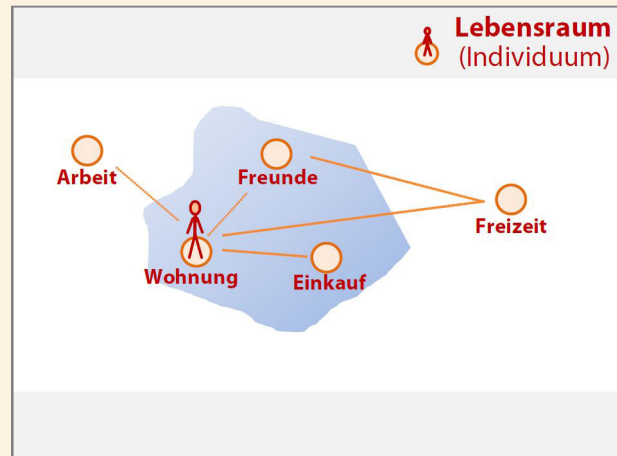 Lebensraum
(Individuum)
Arbeit
Freunde
Freizeit
Wohnung
Einkauf